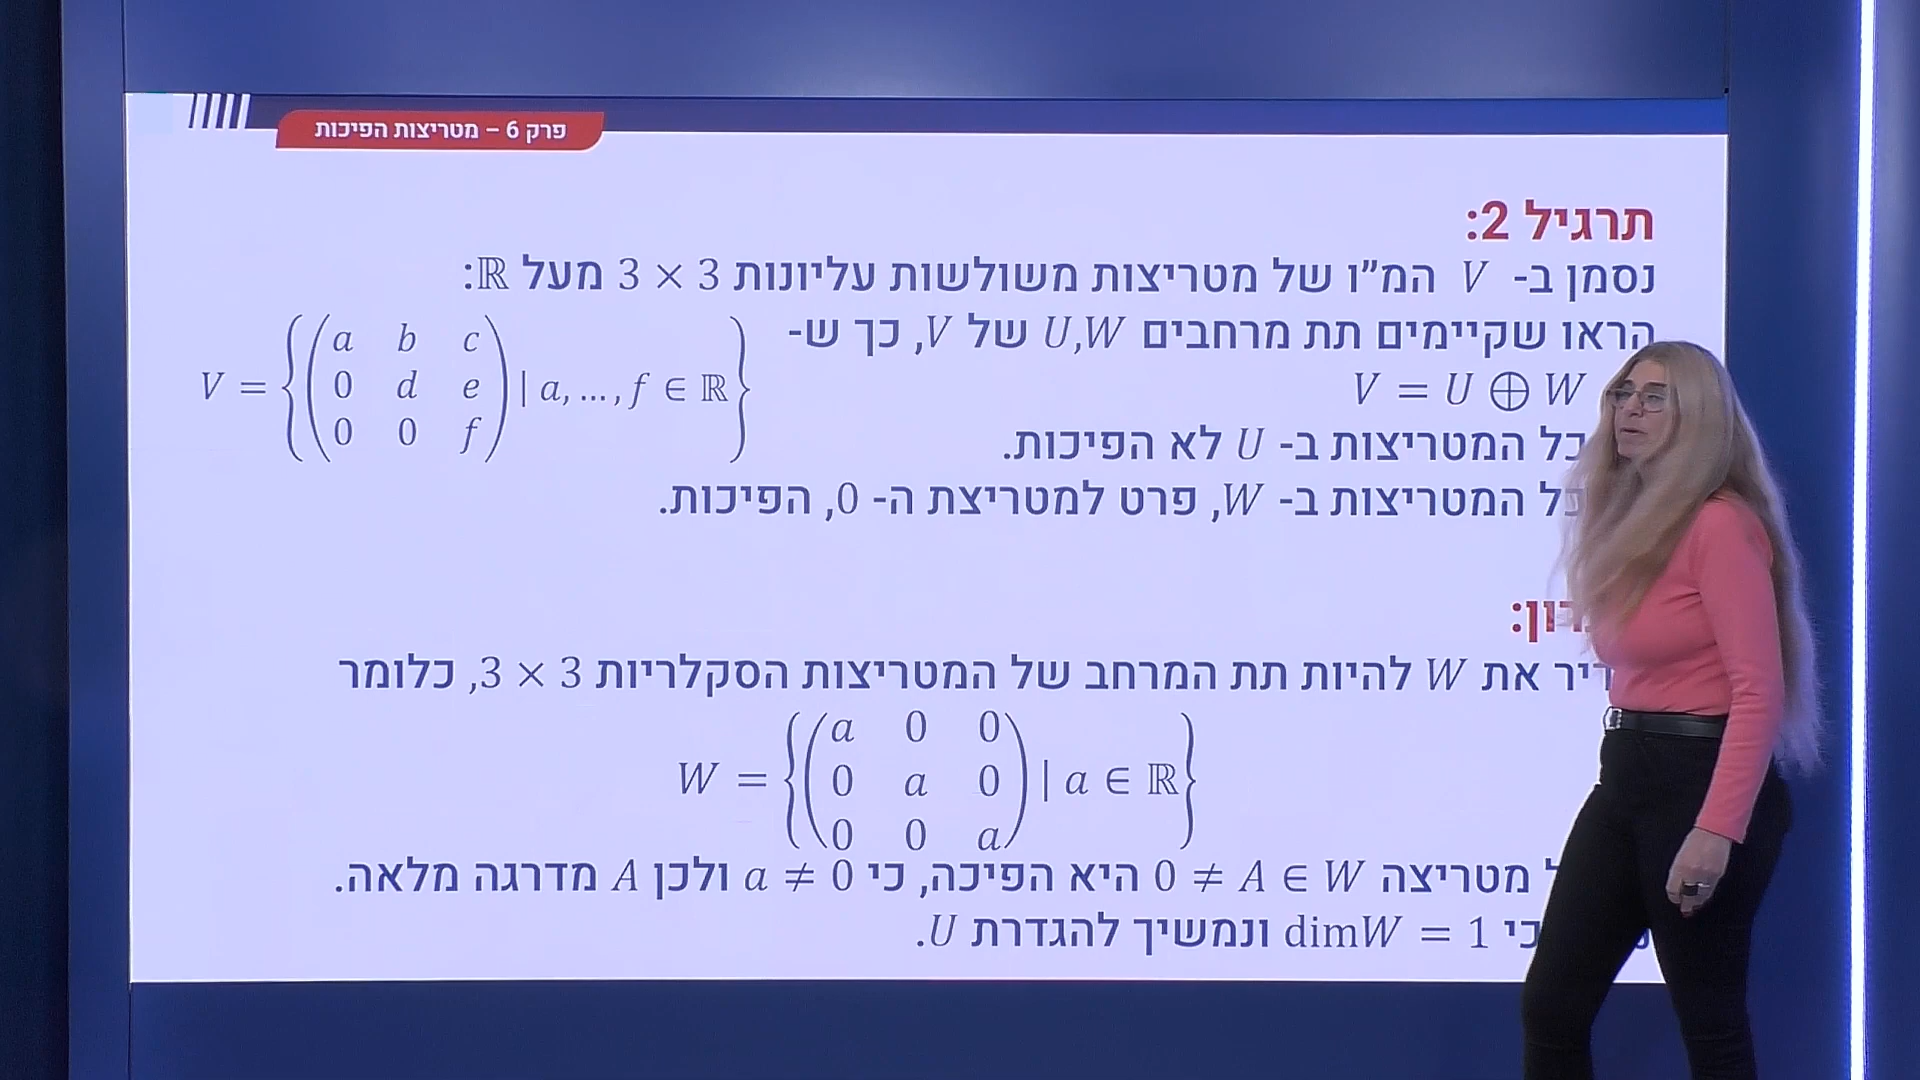 פרק 6 – מטריצות הפיכות
תרגיל 2:
נסמן ב- V המ"ו של מטריצות משולשות עליונות 3 × 3 מעל ℝ:
הראו שקיימים תת מרחבים U,W של V, כך ש-
V = {(a b c
0 d e
0 0 f) | a, ..., f ∈ ℝ}
V = U ⊕ W
כל המטריצות ב- U לא הפיכות.
כל המטריצות ב- W, פרט למטריצת ה- 0, הפיכות.
את W להיות תת המרחב של המטריצות הסקלריות 3 × 3, כלומר
W = {(a 0 0
0 a 0
0 0 a) | a ∈ ℝ}
מטריצה 0 ≠ A ∈ W היא הפיכה, כי a ≠ 0 ולכן A מדרגה מלאה.
כי dimW = 1 ונמשיך להגדרת U.